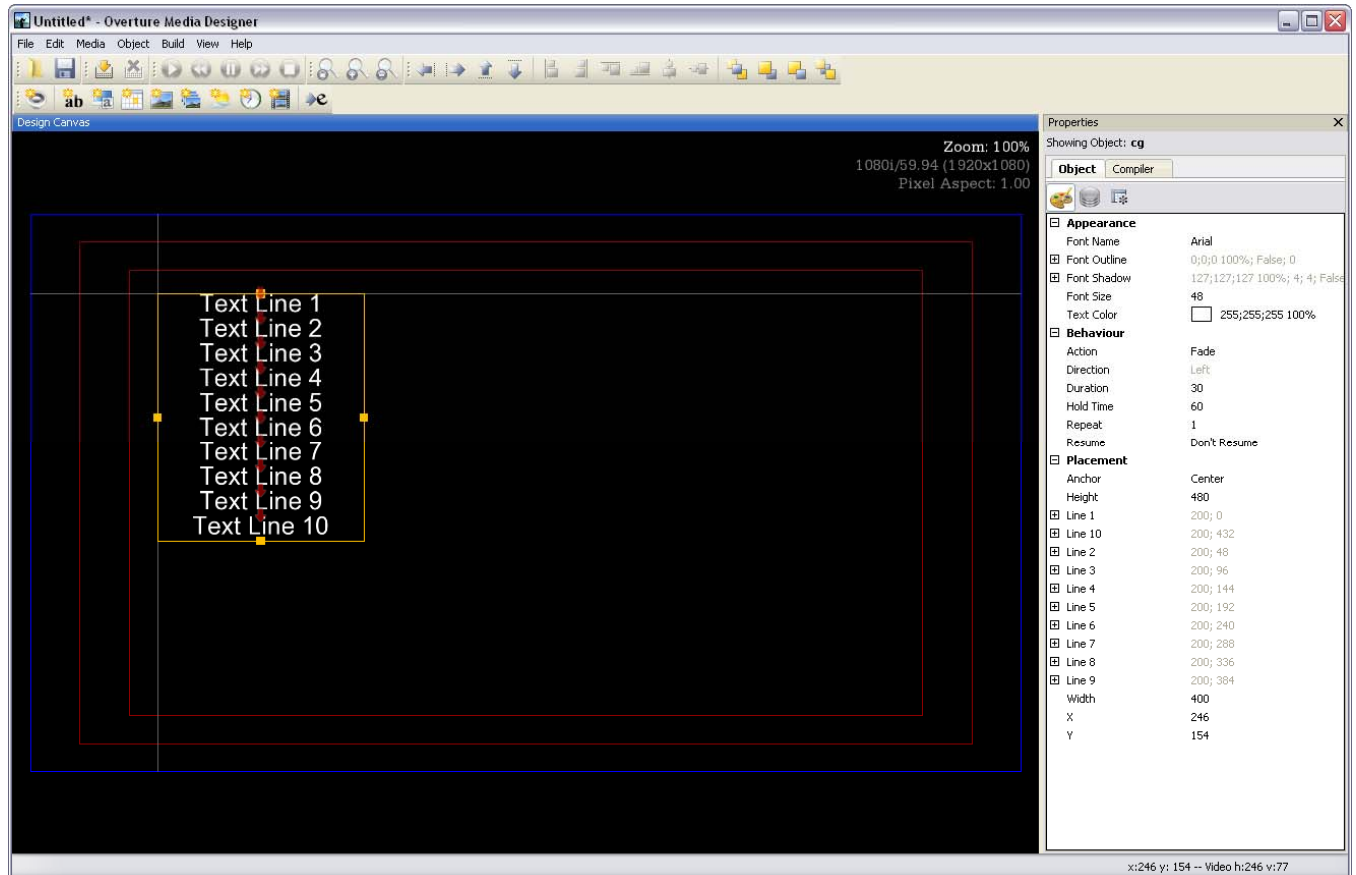 Untitled* - Overture Media Designer
File Edit Media Object Build View Help
ab a e
Design Canvas
Zoom: 100%
1080i/59.94 (1920x1080)
Pixel Aspect: 1.00
Text Line 1
Text Line 2
Text Line 3
Text Line 4
Text Line 5
Text Line 6
Text Line 7
Text Line 8
Text Line 9
Text Line 10
Properties X
Showing Object: cg
Object Compiler
Appearance
Font Name Arial
Font Outline 0;0;0 100%; False; 0
Font Shadow 127;127;127 100%; 4; 4; False
Font Size 48
Text Color 255;255;255 100%
Behaviour
Action Fade
Direction Left
Duration 30
Hold Time 60
Repeat 1
Resume Don't Resume
Placement
Anchor Center
Height 480
Line 1 200; 0
Line 10 200; 432
Line 2 200; 48
Line 3 200; 96
Line 4 200; 144
Line 5 200; 192
Line 6 200; 240
Line 7 200; 288
Line 8 200; 336
Line 9 200; 384
Width 400
X 246
Y 154
x:246 y: 154 -- Video h:246 v:77